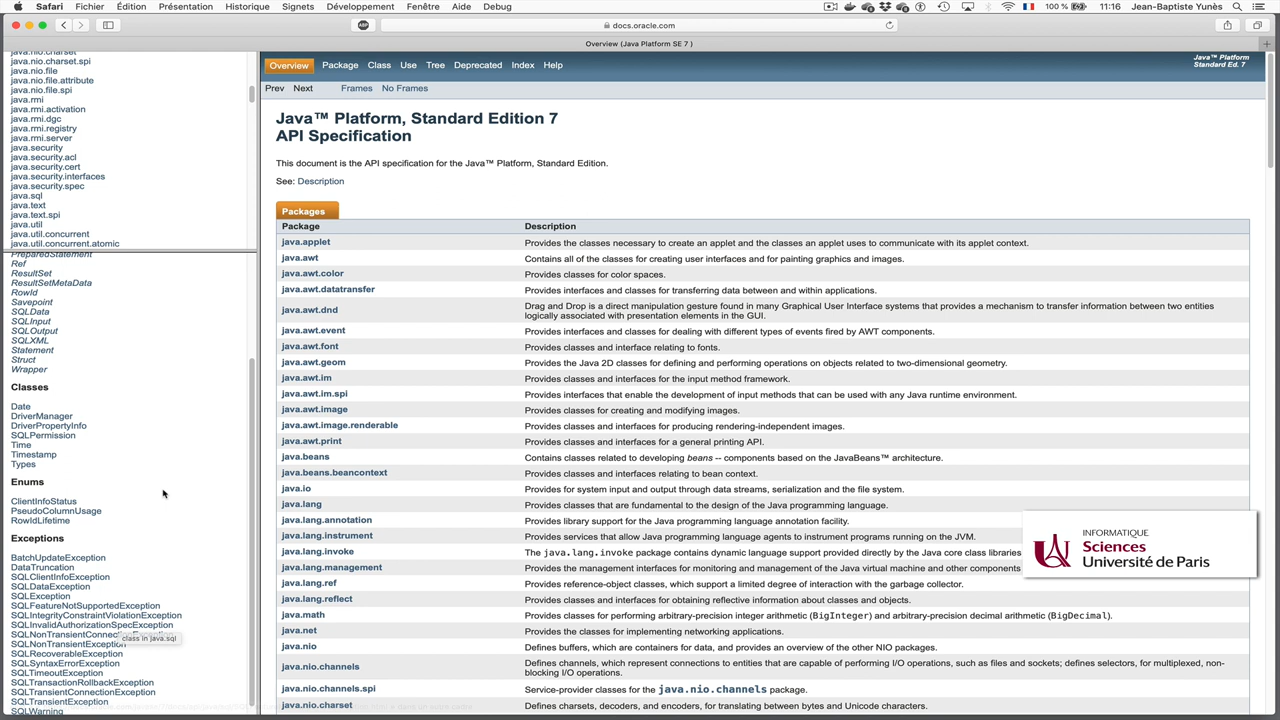 Safari Fichier Édition Présentation Historique Signets Développement Fenêtre Aide Debug 100 % 11:16 Jean-Baptiste Yunès
ABP docs.oracle.com
Overview (Java Platform SE 7 )
java.nio.charset
java.nio.charset.spi
java.nio.file
java.nio.file.attribute
java.nio.file.spi
java.rmi
java.rmi.activation
java.rmi.dgc
java.rmi.registry
java.rmi.server
java.security
java.security.acl
java.security.cert
java.security.interfaces
java.security.spec
java.sql
java.text
java.text.spi
java.util
java.util.concurrent
java.util.concurrent.atomic
PreparedStatement
Ref
ResultSet
ResultSetMetaData
RowId
Savepoint
SQLData
SQLInput
SQLOutput
SQLXML
Statement
Struct
Wrapper
Classes
Date
DriverManager
DriverPropertyInfo
SQLPermission
Time
Timestamp
Types
Enums
ClientInfoStatus
PseudoColumnUsage
RowIdLifetime
Exceptions
BatchUpdateException
DataTruncation
SQLClientInfoException
SQLDataException
SQLException
SQLFeatureNotSupportedException
SQLIntegrityConstraintViolationException
SQLInvalidAuthorizationSpecException
SQLNonTransientConnectionException
class in java.sql
SQLNonTransientException
SQLRecoverableException
SQLSyntaxErrorException
SQLTimeoutException
SQLTransactionRollbackException
SQLTransientConnectionException
SQLTransientException
SQLWarning
Overview Package Class Use Tree Deprecated Index Help
Java™ Platform
Standard Ed. 7
Prev Next Frames No Frames
Java™ Platform, Standard Edition 7
API Specification
This document is the API specification for the Java™ Platform, Standard Edition.
See: Description
Packages
Package Description
java.applet Provides the classes necessary to create an applet and the classes an applet uses to communicate with its applet context.
java.awt Contains all of the classes for creating user interfaces and for painting graphics and images.
java.awt.color Provides classes for color spaces.
java.awt.datatransfer Provides interfaces and classes for transferring data between and within applications.
java.awt.dnd Drag and Drop is a direct manipulation gesture found in many Graphical User Interface systems that provides a mechanism to transfer information between two entities
logically associated with presentation elements in the GUI.
java.awt.event Provides interfaces and classes for dealing with different types of events fired by AWT components.
java.awt.font Provides classes and interface relating to fonts.
java.awt.geom Provides the Java 2D classes for defining and performing operations on objects related to two-dimensional geometry.
java.awt.im Provides classes and interfaces for the input method framework.
java.awt.im.spi Provides interfaces that enable the development of input methods that can be used with any Java runtime environment.
java.awt.image Provides classes for creating and modifying images.
java.awt.image.renderable Provides classes and interfaces for producing rendering-independent images.
java.awt.print Provides classes and interfaces for a general printing API.
java.beans Contains classes related to developing beans -- components based on the JavaBeans™ architecture.
java.beans.beancontext Provides classes and interfaces relating to bean context.
java.io Provides for system input and output through data streams, serialization and the file system.
java.lang Provides classes that are fundamental to the design of the Java programming language.
java.lang.annotation Provides library support for the Java programming language annotation facility.
java.lang.instrument Provides services that allow Java programming language agents to instrument programs running on the JVM.
java.lang.invoke The java.lang.invoke package contains dynamic language support provided directly by the Java core class libraries
java.lang.management Provides the management interfaces for monitoring and management of the Java virtual machine and other components
java.lang.ref Provides reference-object classes, which support a limited degree of interaction with the garbage collector.
java.lang.reflect Provides classes and interfaces for obtaining reflective information about classes and objects.
java.math Provides classes for performing arbitrary-precision integer arithmetic (BigInteger) and arbitrary-precision decimal arithmetic (BigDecimal).
java.net Provides the classes for implementing networking applications.
java.nio Defines buffers, which are containers for data, and provides an overview of the other NIO packages.
java.nio.channels Defines channels, which represent connections to entities that are capable of performing I/O operations, such as files and sockets; defines selectors, for multiplexed, non-
blocking I/O operations.
java.nio.channels.spi Service-provider classes for the java.nio.channels package.
java.nio.charset Defines charsets, decoders, and encoders, for translating between bytes and Unicode characters.
INFORMATIQUE
Sciences
Université de Paris